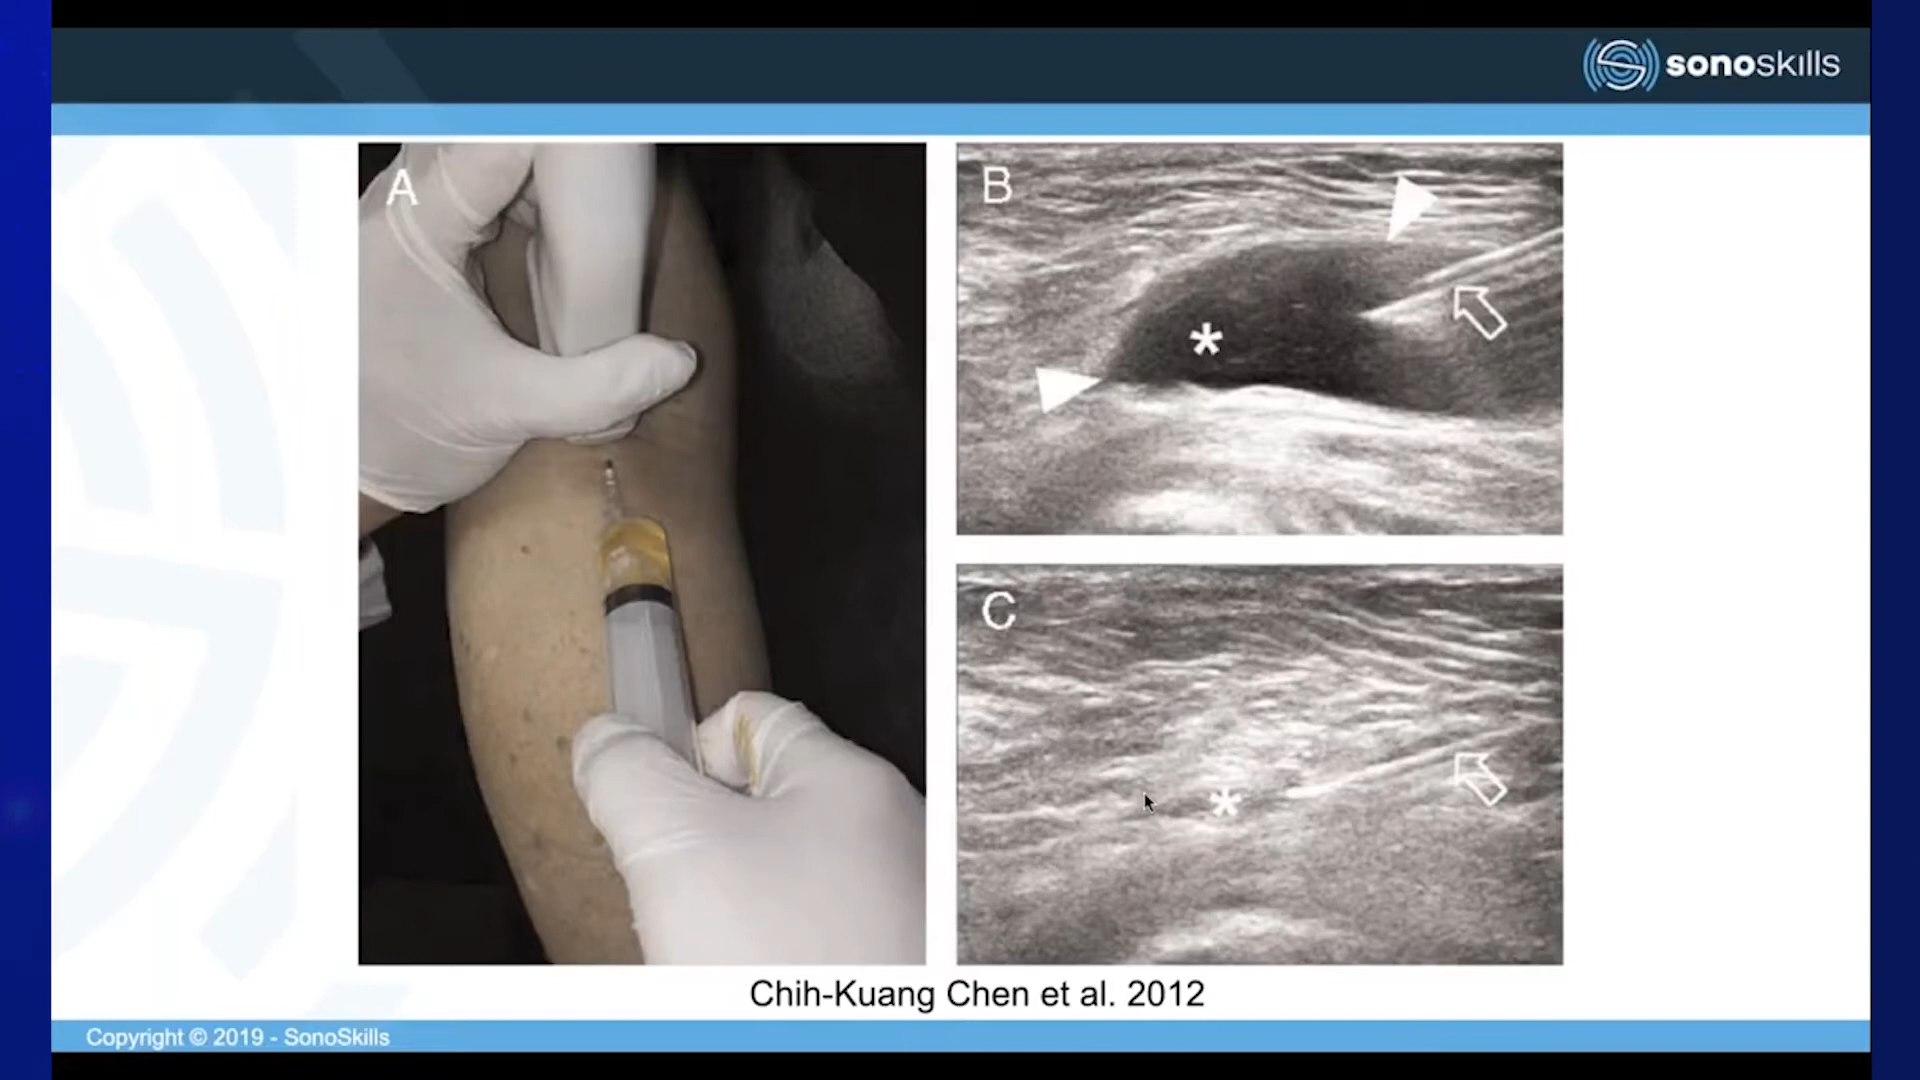 sonoskills
A
B
*
C
*
Chih-Kuang Chen et al. 2012
Copyright © 2019 - SonoSkills